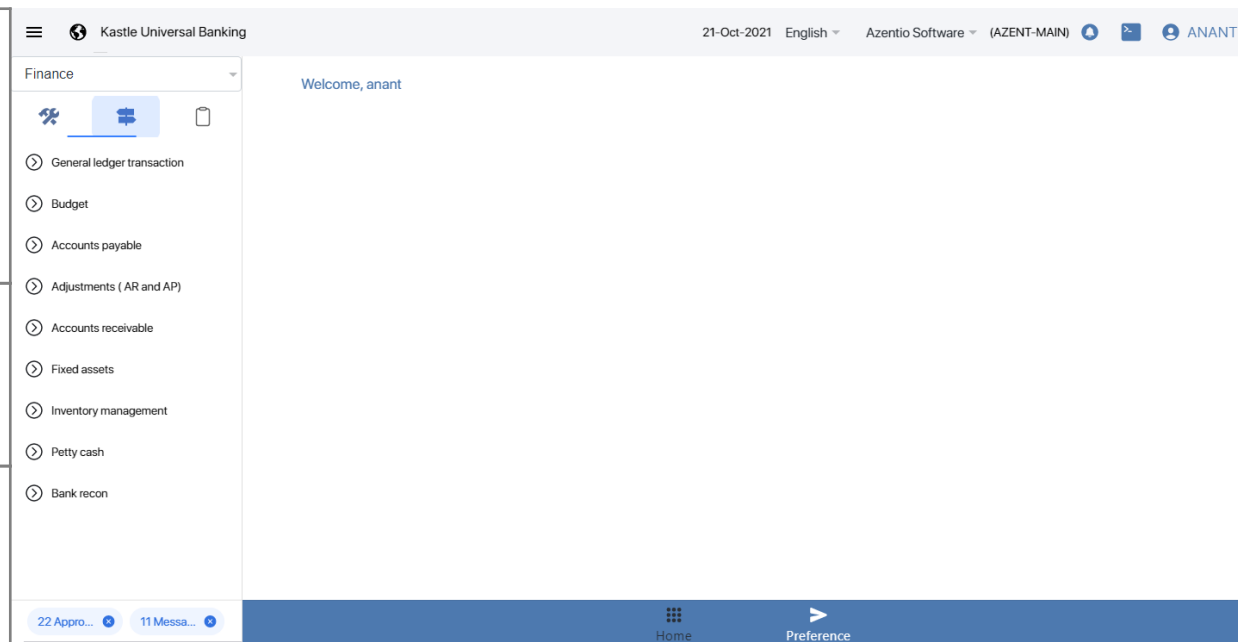 Kastle Universal Banking 21-Oct-2021 English Azentio Software (AZENT-MAIN) ANANT
Finance
Welcome, anant
General ledger transaction
Budget
Accounts payable
Adjustments ( AR and AP)
Accounts receivable
Fixed assets
Inventory management
Petty cash
Bank recon
22 Appro... 11 Messa...
Home Preference